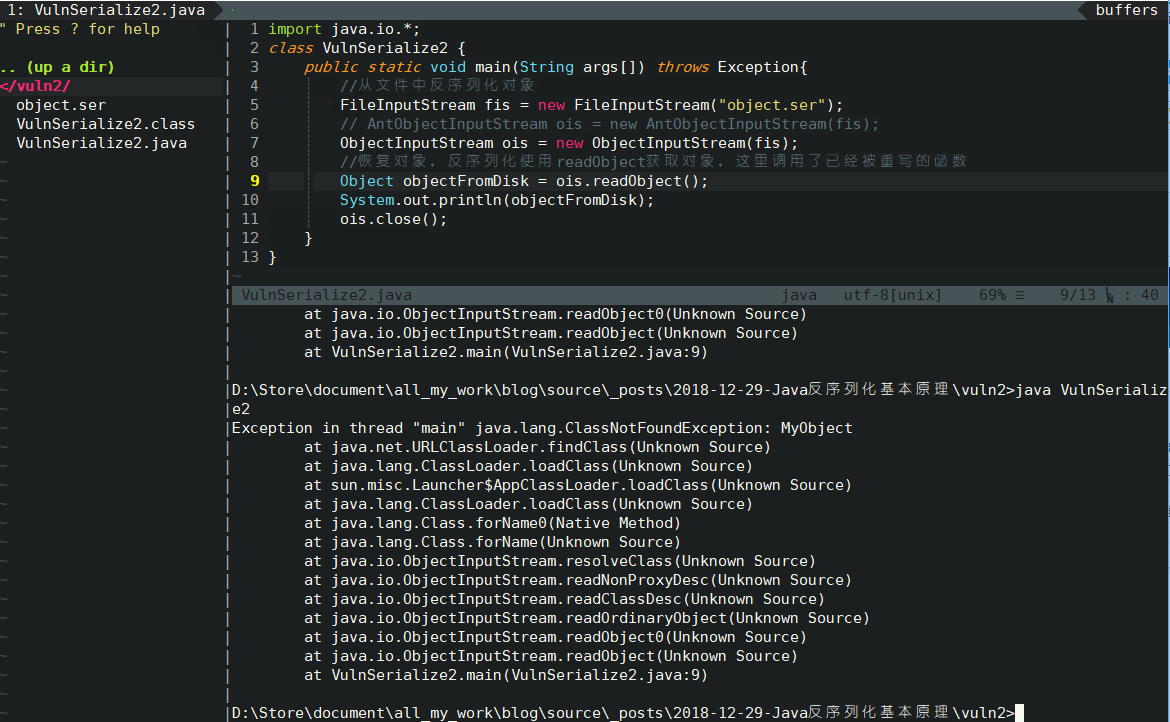 1: VulnSerialize2.java
buffers
" Press ? for help
.. (up a dir)
</vuln2/
object.ser
VulnSerialize2.class
VulnSerialize2.java
1 import java.io.*;
2 class VulnSerialize2 {
3     public static void main(String args[]) throws Exception{
4         //从文件中反序列化对象
5         FileInputStream fis = new FileInputStream("object.ser");
6         // AntObjectInputStream ois = new AntObjectInputStream(fis);
7         ObjectInputStream ois = new ObjectInputStream(fis);
8         //恢复对象，反序列化使用readObject获取对象，这里调用了已经被重写的函数
9         Object objectFromDisk = ois.readObject();
10         System.out.println(objectFromDisk);
11         ois.close();
12     }
13 }
~
VulnSerialize2.java java utf-8[unix] 69% ☰ 9/13 ␤ : 40
at java.io.ObjectInputStream.readObject0(Unknown Source)
at java.io.ObjectInputStream.readObject(Unknown Source)
at VulnSerialize2.main(VulnSerialize2.java:9)
D:\Store\document\all_my_work\blog\source\_posts\2018-12-29-Java反序列化基本原理\vuln2>java VulnSerializ
e2
Exception in thread "main" java.lang.ClassNotFoundException: MyObject
at java.net.URLClassLoader.findClass(Unknown Source)
at java.lang.ClassLoader.loadClass(Unknown Source)
at sun.misc.Launcher$AppClassLoader.loadClass(Unknown Source)
at java.lang.ClassLoader.loadClass(Unknown Source)
at java.lang.Class.forName0(Native Method)
at java.lang.Class.forName(Unknown Source)
at java.io.ObjectInputStream.resolveClass(Unknown Source)
at java.io.ObjectInputStream.readNonProxyDesc(Unknown Source)
at java.io.ObjectInputStream.readClassDesc(Unknown Source)
at java.io.ObjectInputStream.readOrdinaryObject(Unknown Source)
at java.io.ObjectInputStream.readObject0(Unknown Source)
at java.io.ObjectInputStream.readObject(Unknown Source)
at VulnSerialize2.main(VulnSerialize2.java:9)
D:\Store\document\all_my_work\blog\source\_posts\2018-12-29-Java反序列化基本原理\vuln2>